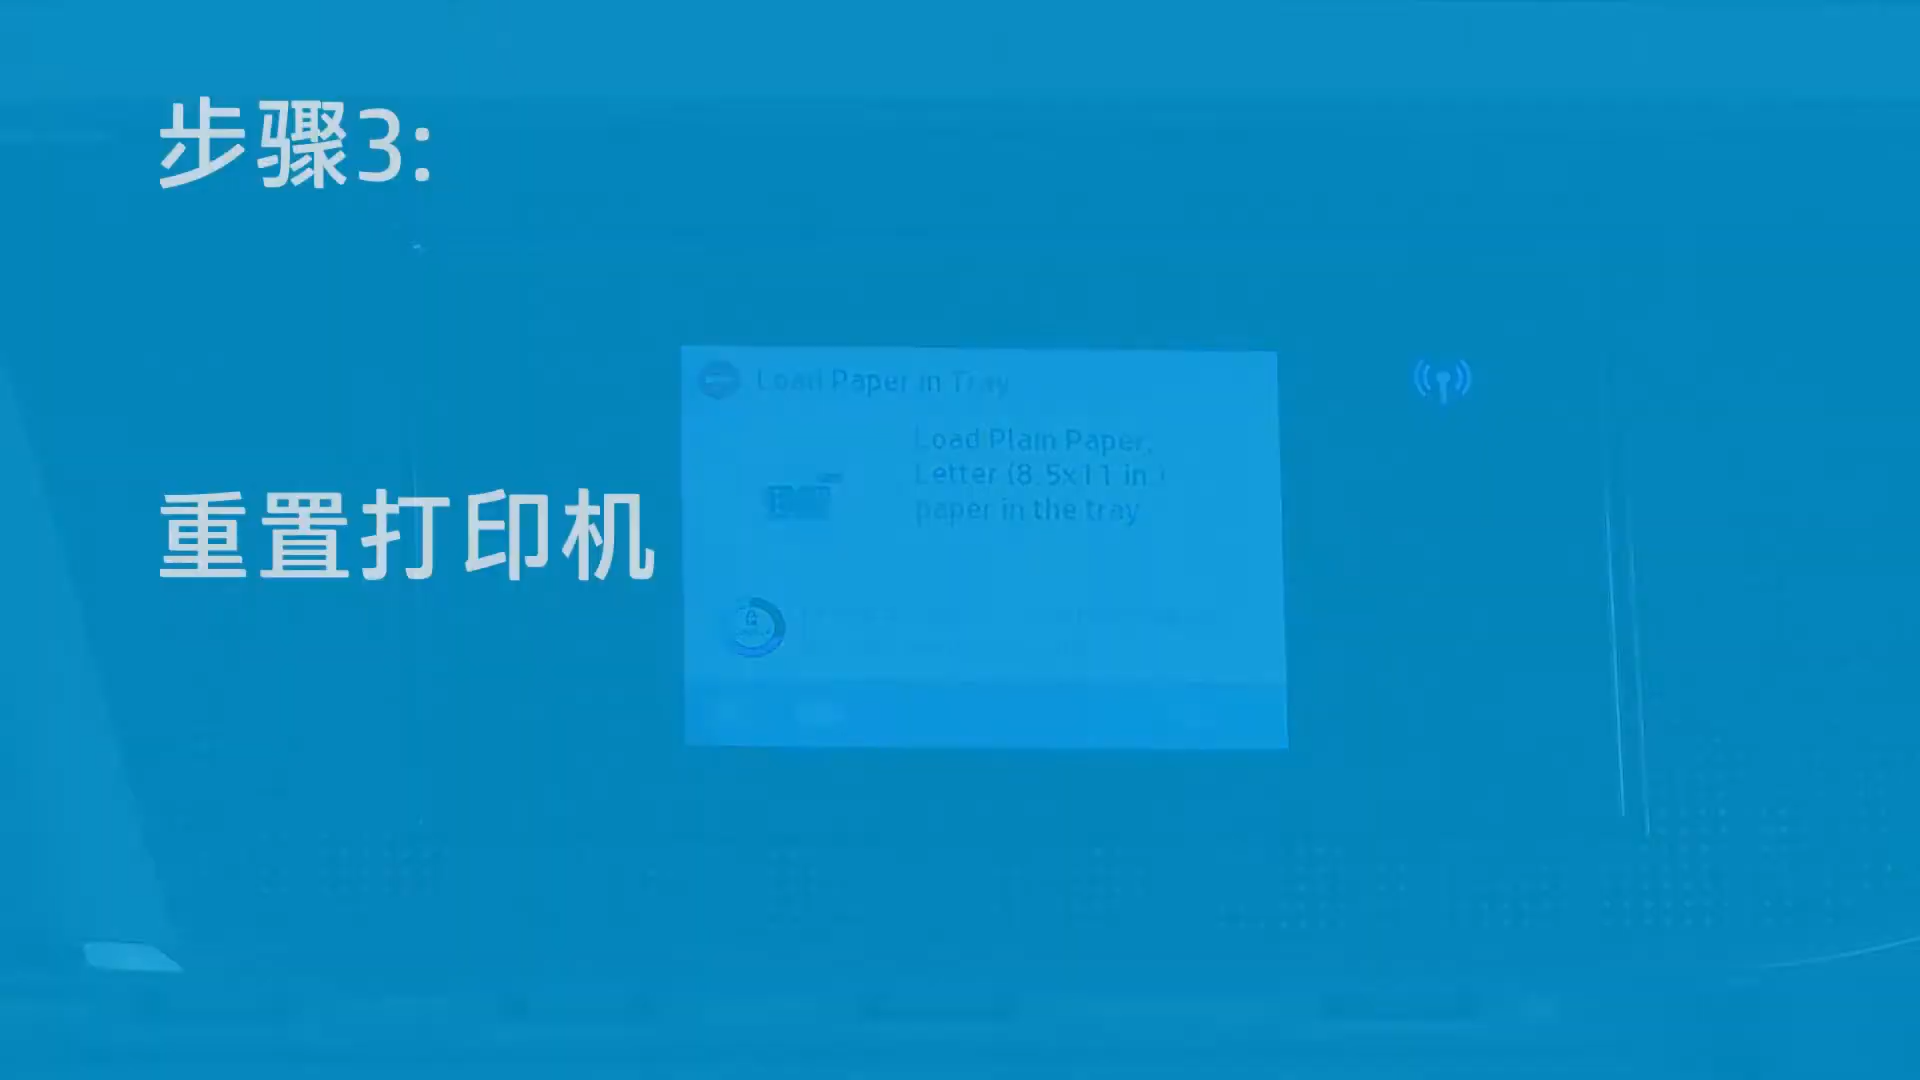 步骤3:
重置打印机
Load Paper in Tray
Load Plain Paper,
Letter (8.5x11 in.)
paper in the tray